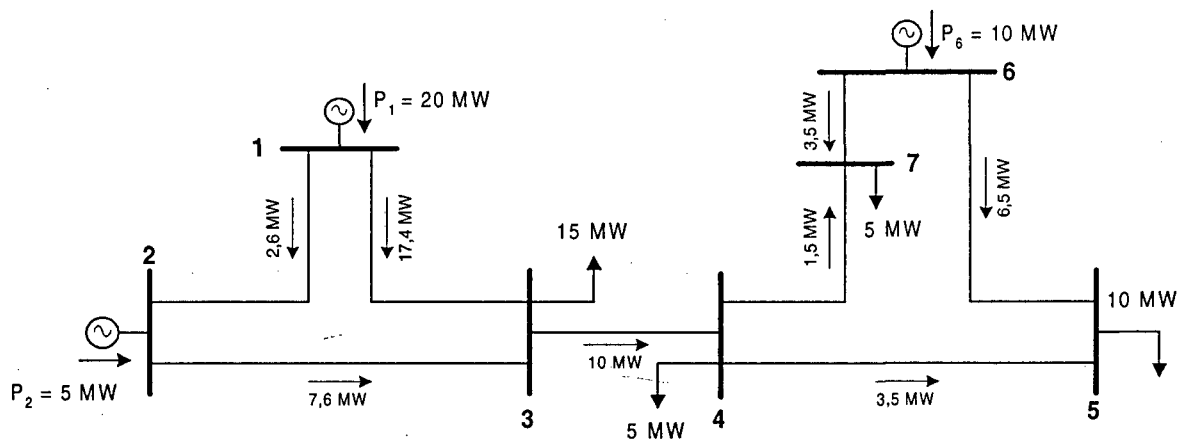 P6 = 10 MW
6
P1 = 20 MW
1
3,5 MW
7
6,5 MW
5 MW
1,5 MW
2,6 MW
17,4 MW
15 MW
2
10 MW
10 MW
P2 = 5 MW
7,6 MW
3
5 MW
4
3,5 MW
5